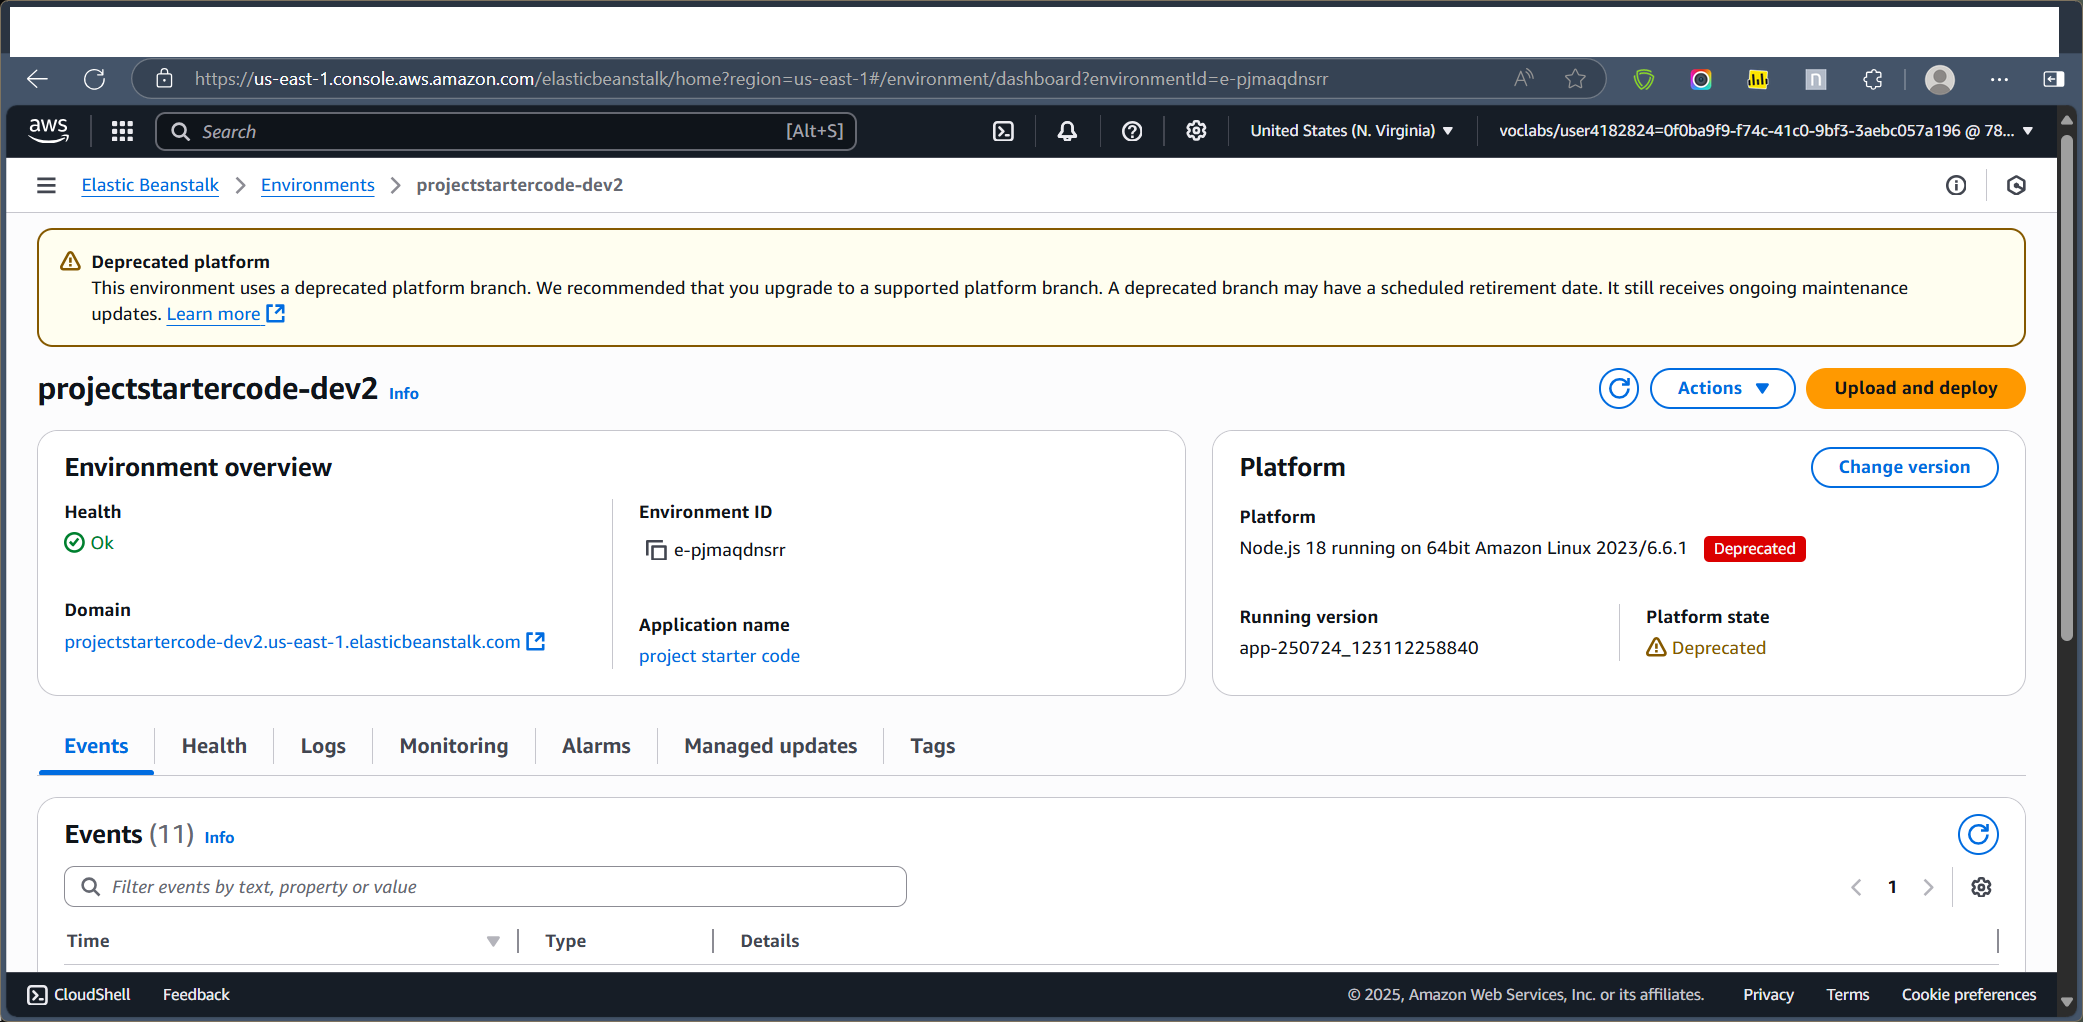 https://us-east-1.console.aws.amazon.com/elasticbeanstalk/home?region=us-east-1#/environment/dashboard?environmentId=e-pjmaqdnsrr
aws
Search
[Alt+S]
United States (N. Virginia)
voclabs/user4182824=0f0ba9f9-f74c-41c0-9bf3-3aebc057a196 @ 78...
Elastic Beanstalk
Environments
projectstartercode-dev2
Deprecated platform
This environment uses a deprecated platform branch. We recommended that you upgrade to a supported platform branch. A deprecated branch may have a scheduled retirement date. It still receives ongoing maintenance
updates. Learn more
projectstartercode-dev2 Info
Actions
Upload and deploy
Environment overview
Health
Ok
Domain
projectstartercode-dev2.us-east-1.elasticbeanstalk.com
Environment ID
e-pjmaqdnsrr
Application name
project starter code
Platform
Change version
Platform
Node.js 18 running on 64bit Amazon Linux 2023/6.6.1 Deprecated
Running version
app-250724_123112258840
Platform state
Deprecated
Events
Health
Logs
Monitoring
Alarms
Managed updates
Tags
Events (11) Info
Filter events by text, property or value
1
Time
Type
Details
CloudShell
Feedback
© 2025, Amazon Web Services, Inc. or its affiliates.
Privacy
Terms
Cookie preferences